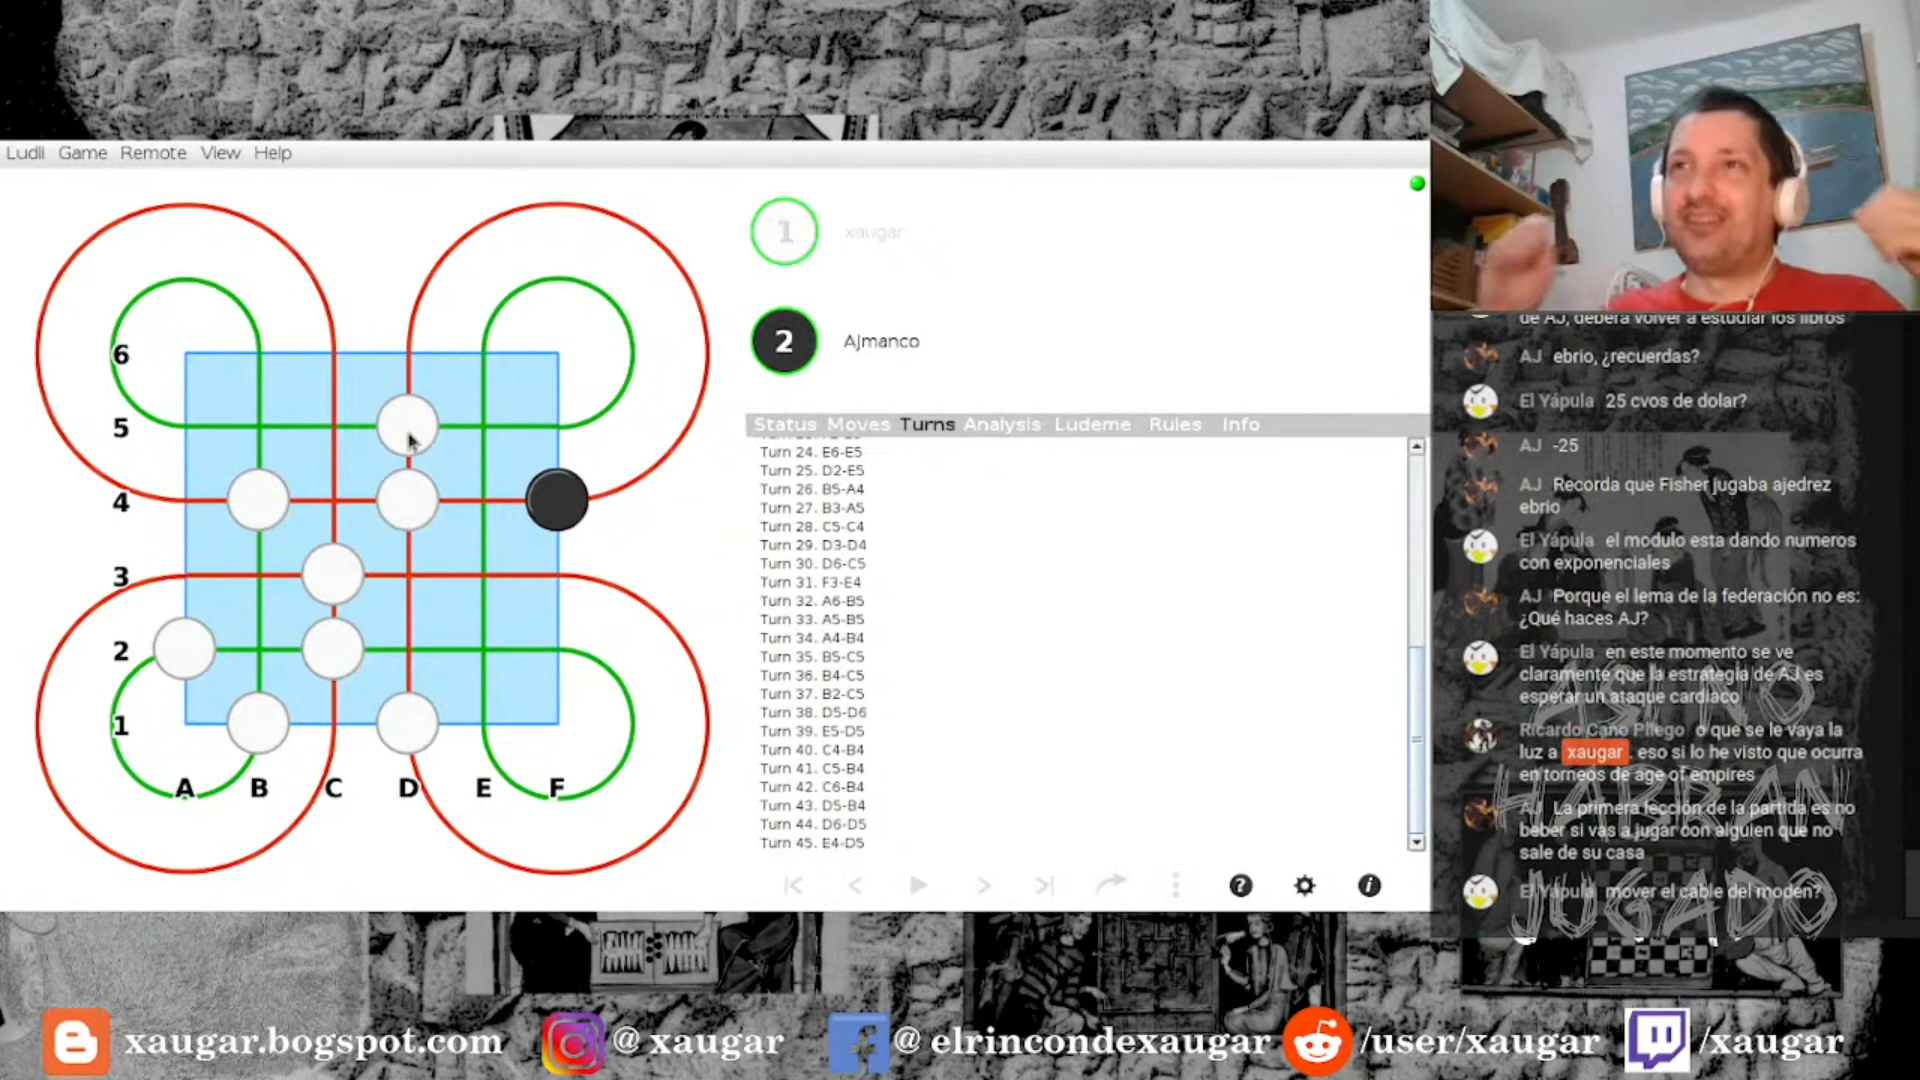 Ludii Game Remote View Help
1 xaugar
2 AJmanco
6
5
4
3
2
1
A B C D E F
Status Moves Turns Analysis Ludeme Rules Info
Turn 24. E6-E5
Turn 25. D2-E5
Turn 26. B5-A4
Turn 27. B3-A5
Turn 28. C5-C4
Turn 29. D3-D4
Turn 30. D6-C5
Turn 31. F3-E4
Turn 32. A6-B5
Turn 33. A5-B5
Turn 34. A4-B4
Turn 35. B5-C5
Turn 36. B4-C5
Turn 37. B2-C5
Turn 38. D5-D6
Turn 39. E5-D5
Turn 40. C4-B4
Turn 41. C5-B4
Turn 42. C6-B4
Turn 43. D5-B4
Turn 44. D6-D5
Turn 45. E4-D5
de AJ, debera volver a estudiar los libros
AJ ebrio, ¿recuerdas?
El Yápula 25 cvos de dolar?
AJ -25
AJ Recorda que Fisher jugaba ajedrez
ebrio
El Yápula el modulo esta dando numeros
con exponenciales
AJ Porque el lema de la federación no es:
¿Qué haces AJ?
El Yápula en este momento se ve
claramente que la estrategia de AJ es
esperar un ataque cardiaco
Ricardo Cano Pliego o que se le vaya la
luz a xaugar . eso si lo he visto que ocurra
en torneos de age of empires
AJ La primera lección de la partida es no
beber si vas a jugar con alguien que no
sale de su casa
El Yápula mover el cable del moden?
ASI NO
HABRAN
JUGADO
xaugar.bogspot.com @ xaugar @ elrincondexaugar /user/xaugar /xaugar